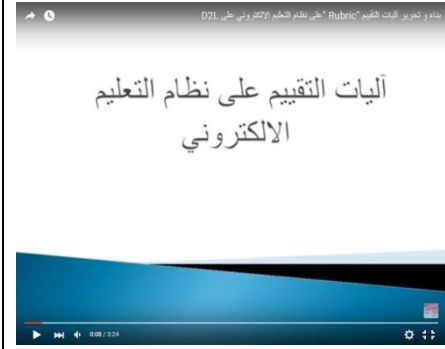 بناء و تحرير آليات التقييم "Rubric" على نظام التعليم الالكتروني على D2L
آليات التقييم على نظام التعليم
الالكتروني
0:08 / 3:24